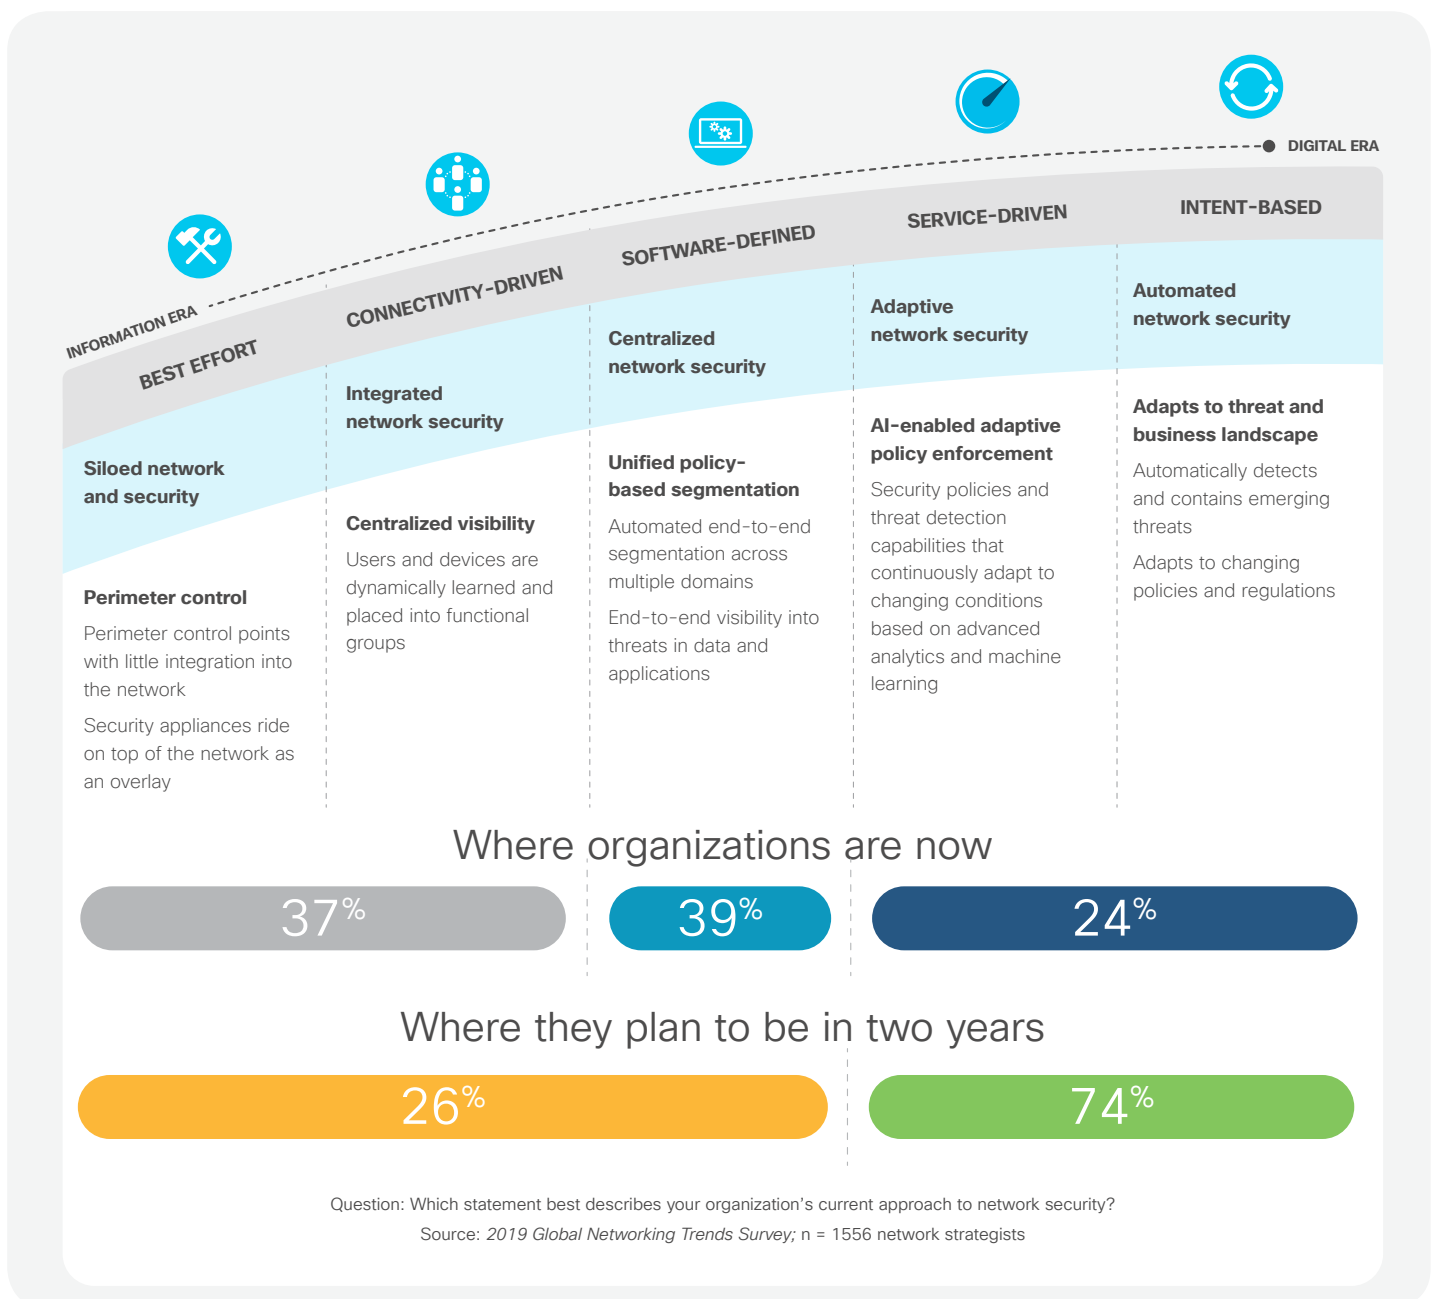 DIGITAL ERA
INFORMATION ERA
BEST EFFORT
CONNECTIVITY-DRIVEN
SOFTWARE-DEFINED
SERVICE-DRIVEN
INTENT-BASED
Siloed network
and security
Perimeter control
Perimeter control points
with little integration into
the network
Security appliances ride
on top of the network as
an overlay
Integrated
network security
Centralized visibility
Users and devices are
dynamically learned and
placed into functional
groups
Centralized
network security
Unified policy-
based segmentation
Automated end-to-end
segmentation across
multiple domains
End-to-end visibility into
threats in data and
applications
Adaptive
network security
AI-enabled adaptive
policy enforcement
Security policies and
threat detection
capabilities that
continuously adapt to
changing conditions
based on advanced
analytics and machine
learning
Automated
network security
Adapts to threat and
business landscape
Automatically detects
and contains emerging
threats
Adapts to changing
policies and regulations
Where organizations are now
37%
39%
24%
Where they plan to be in two years
26%
74%
Question: Which statement best describes your organization's current approach to network security?
Source: 2019 Global Networking Trends Survey; n = 1556 network strategists